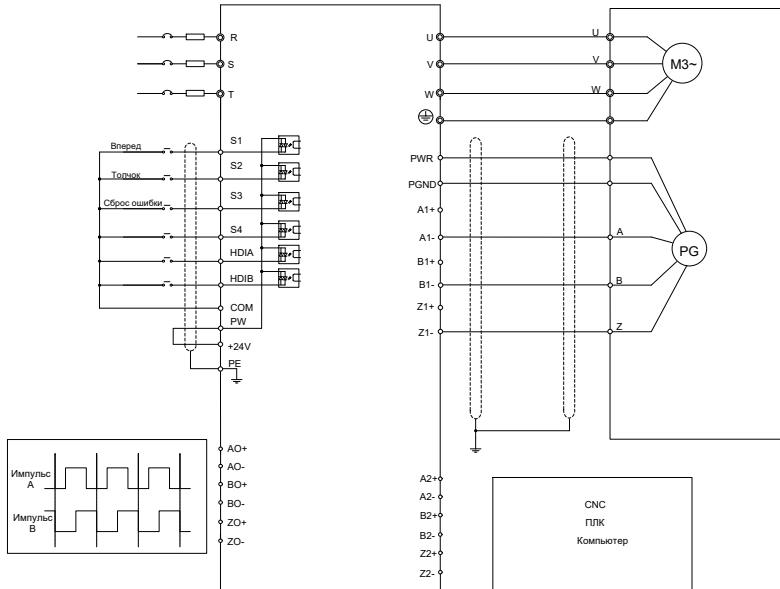 R
S
T
U
V
W
U
V
W
M3~
S1
S2
S3
S4
HDIA
HDIB
COM
PW
+24V
PE
Вперед
Толчок
Сброс ошибки
PWR
PGND
A1+
A1-
B1+
B1-
Z1+
Z1-
A
B
Z
PG
AO+
AO-
BO+
BO-
ZO+
ZO-
Импульс
A
Импульс
B
A2+
A2-
B2+
B2-
Z2+
Z2-
CNC
ПЛК
Компьютер